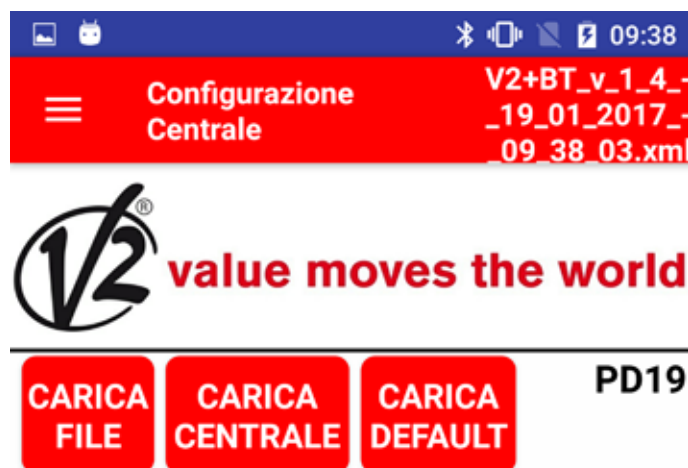 09:38
Configurazione
Centrale
V2+BT_v_1_4_-
_19_01_2017_-
_09_38_03.xml
V2®
value moves the world
CARICA
FILE
CARICA
CENTRALE
CARICA
DEFAULT
PD19